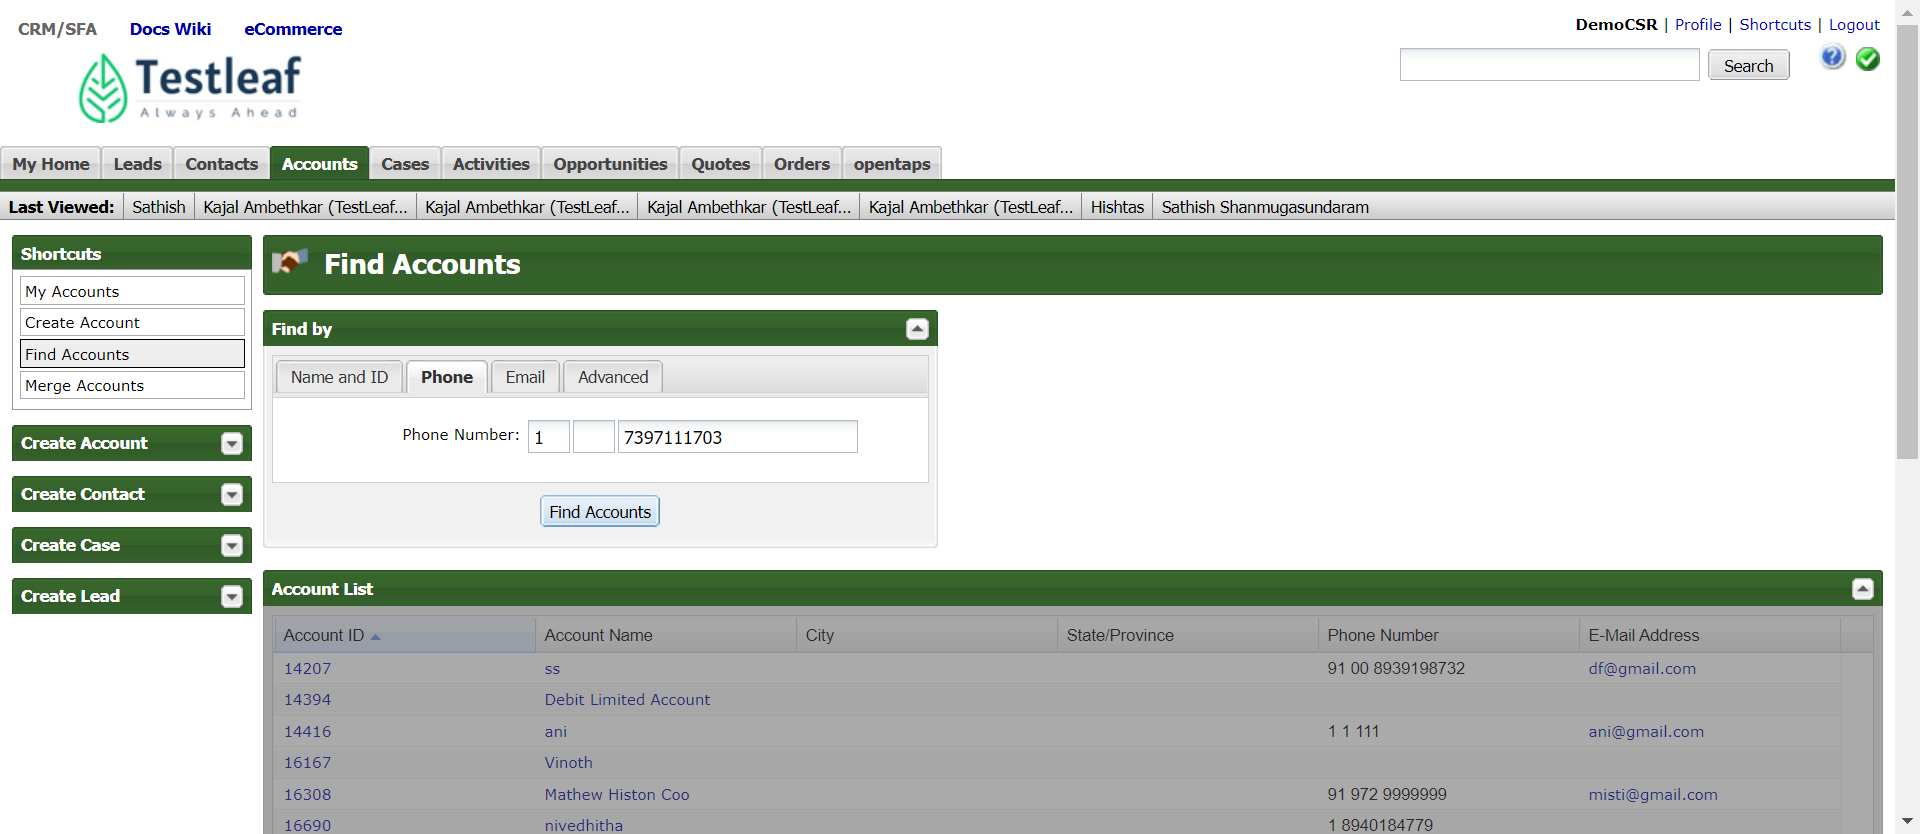 CRM/SFA Docs Wiki eCommerce
DemoCSR | Profile | Shortcuts | Logout
Search
Testleaf
Always Ahead
My Home Leads Contacts Accounts Cases Activities Opportunities Quotes Orders opentaps
Last Viewed: Sathish Kajal Ambethkar (TestLeaf... Kajal Ambethkar (TestLeaf... Kajal Ambethkar (TestLeaf... Kajal Ambethkar (TestLeaf... Hishtas Sathish Shanmugasundaram
Shortcuts
My Accounts
Create Account
Find Accounts
Merge Accounts
Create Account
Create Contact
Create Case
Create Lead
Find Accounts
Find by
Name and ID Phone Email Advanced
Phone Number: 1 7397111703
Find Accounts
Account List
Account ID Account Name City State/Province Phone Number E-Mail Address
14207 ss 91 00 8939198732 df@gmail.com
14394 Debit Limited Account
14416 ani 1 1 111 ani@gmail.com
16167 Vinoth
16308 Mathew Histon Coo 91 972 9999999 misti@gmail.com
16690 nivedhitha 1 8940184779